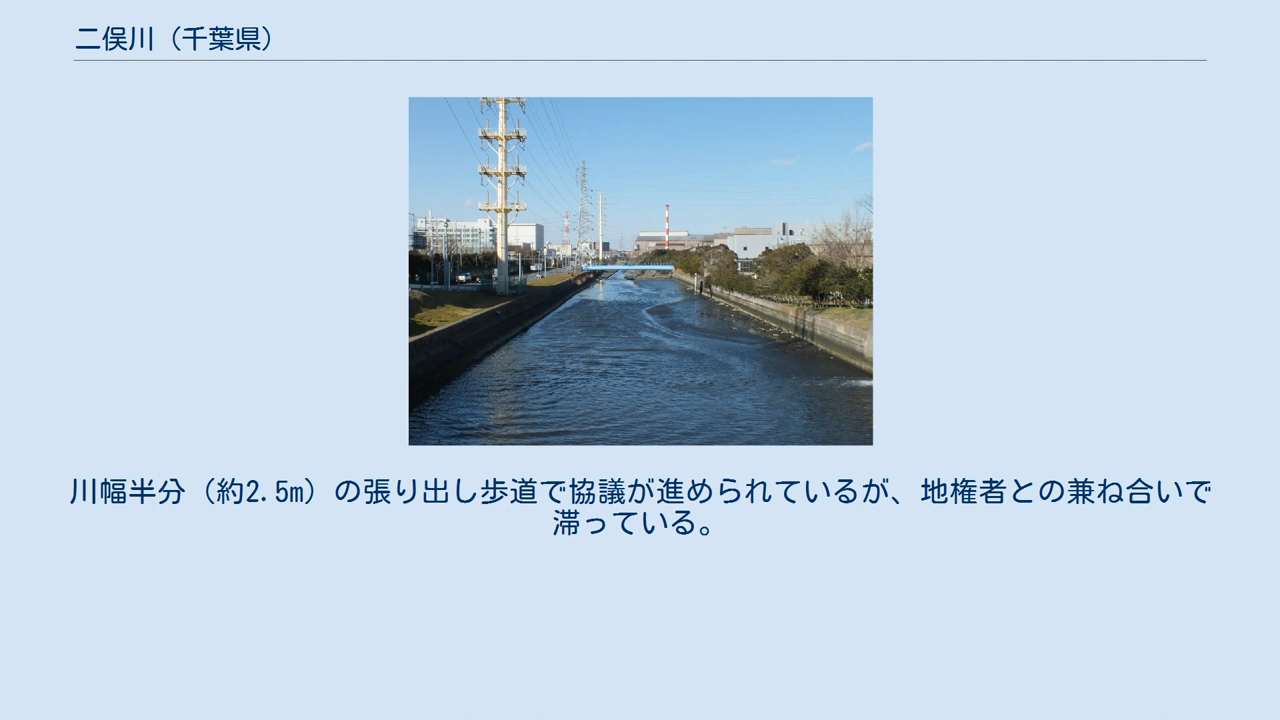 二俣川（千葉県）
川幅半分（約2.5m）の張り出し歩道で協議が進められているが、地権者との兼ね合いで
滞っている。